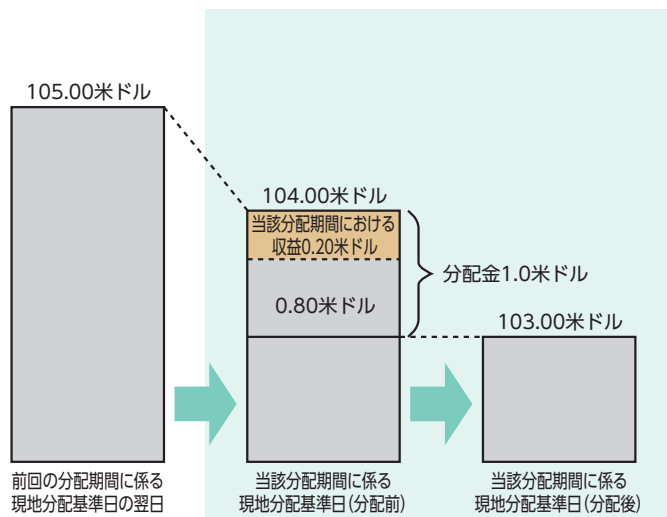 105.00米ドル
104.00米ドル
当該分配期間における
収益0.20米ドル
0.80米ドル
分配金1.0米ドル
103.00米ドル
前回の分配期間に係る
現地分配基準日の翌日
当該分配期間に係る
現地分配基準日(分配前)
当該分配期間に係る
現地分配基準日(分配後)